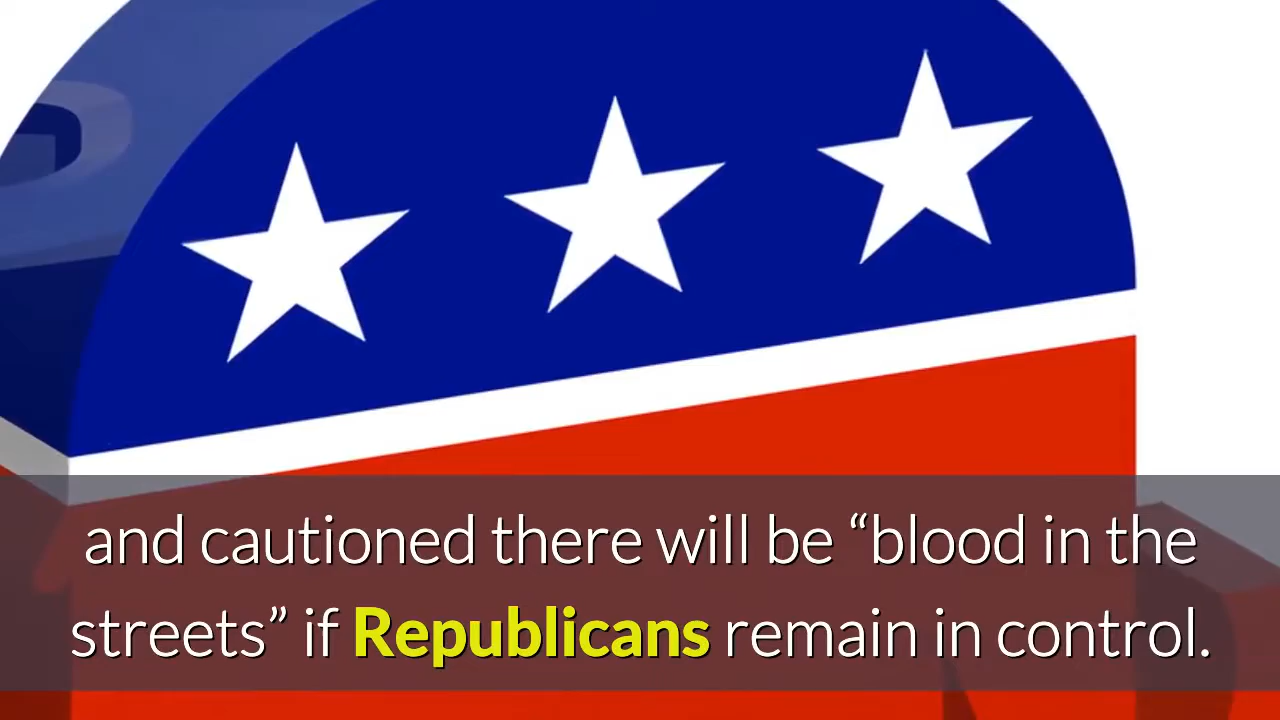 and cautioned there will be “blood in the
streets” if Republicans remain in control.